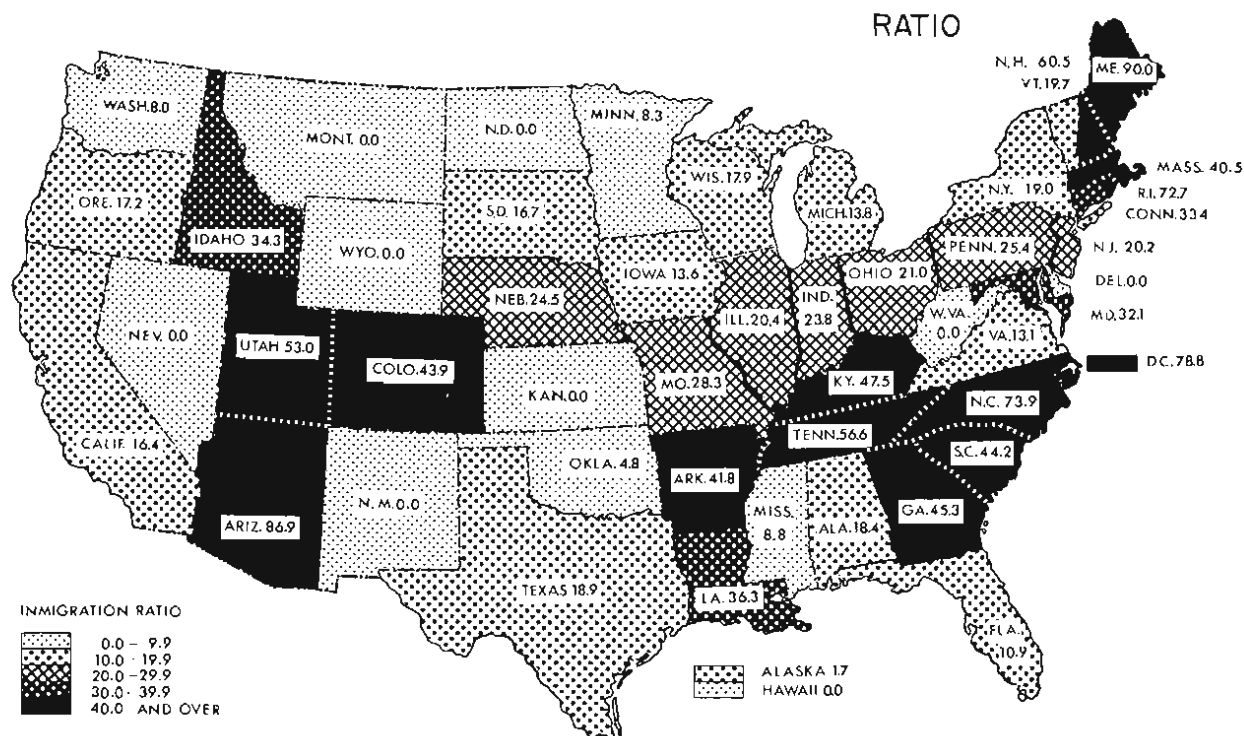 RATIO
N.H. 60.5
VT. 19.7
ME. 90.0
WASH. 8.0
MONT. 0.0
N.D. 0.0
MINN. 8.3
ORE. 17.2
IDAHO 34.3
WYO. 0.0
S.D. 16.7
WIS. 17.9
MICH. 13.8
N.Y. 19.0
MASS. 40.5
R.I. 72.7
CONN. 33.4
NEV. 0.0
UTAH 53.0
COLO. 43.9
NEB. 24.5
IOWA 13.6
ILL. 20.4
IND.
23.8
OHIO 21.0
PENN. 25.4
N.J. 20.2
DEL. 0.0
MD. 32.1
W.VA.
0.0
VA. 13.1
D.C. 78.8
CALIF. 16.4
ARIZ. 86.9
N.M. 0.0
KAN. 0.0
MO. 28.3
KY. 47.5
N.C. 73.9
TENN. 56.6
S.C. 44.2
OKLA. 4.8
ARK. 41.8
MISS.
8.8
ALA. 18.4
GA. 45.3
TEXAS 18.9
LA. 36.3
FLA.
10.9
INMIGRATION RATIO
0.0 - 9.9
10.0 - 19.9
20.0 - 29.9
30.0 - 39.9
40.0 AND OVER
ALASKA 1.7
HAWAII 0.0